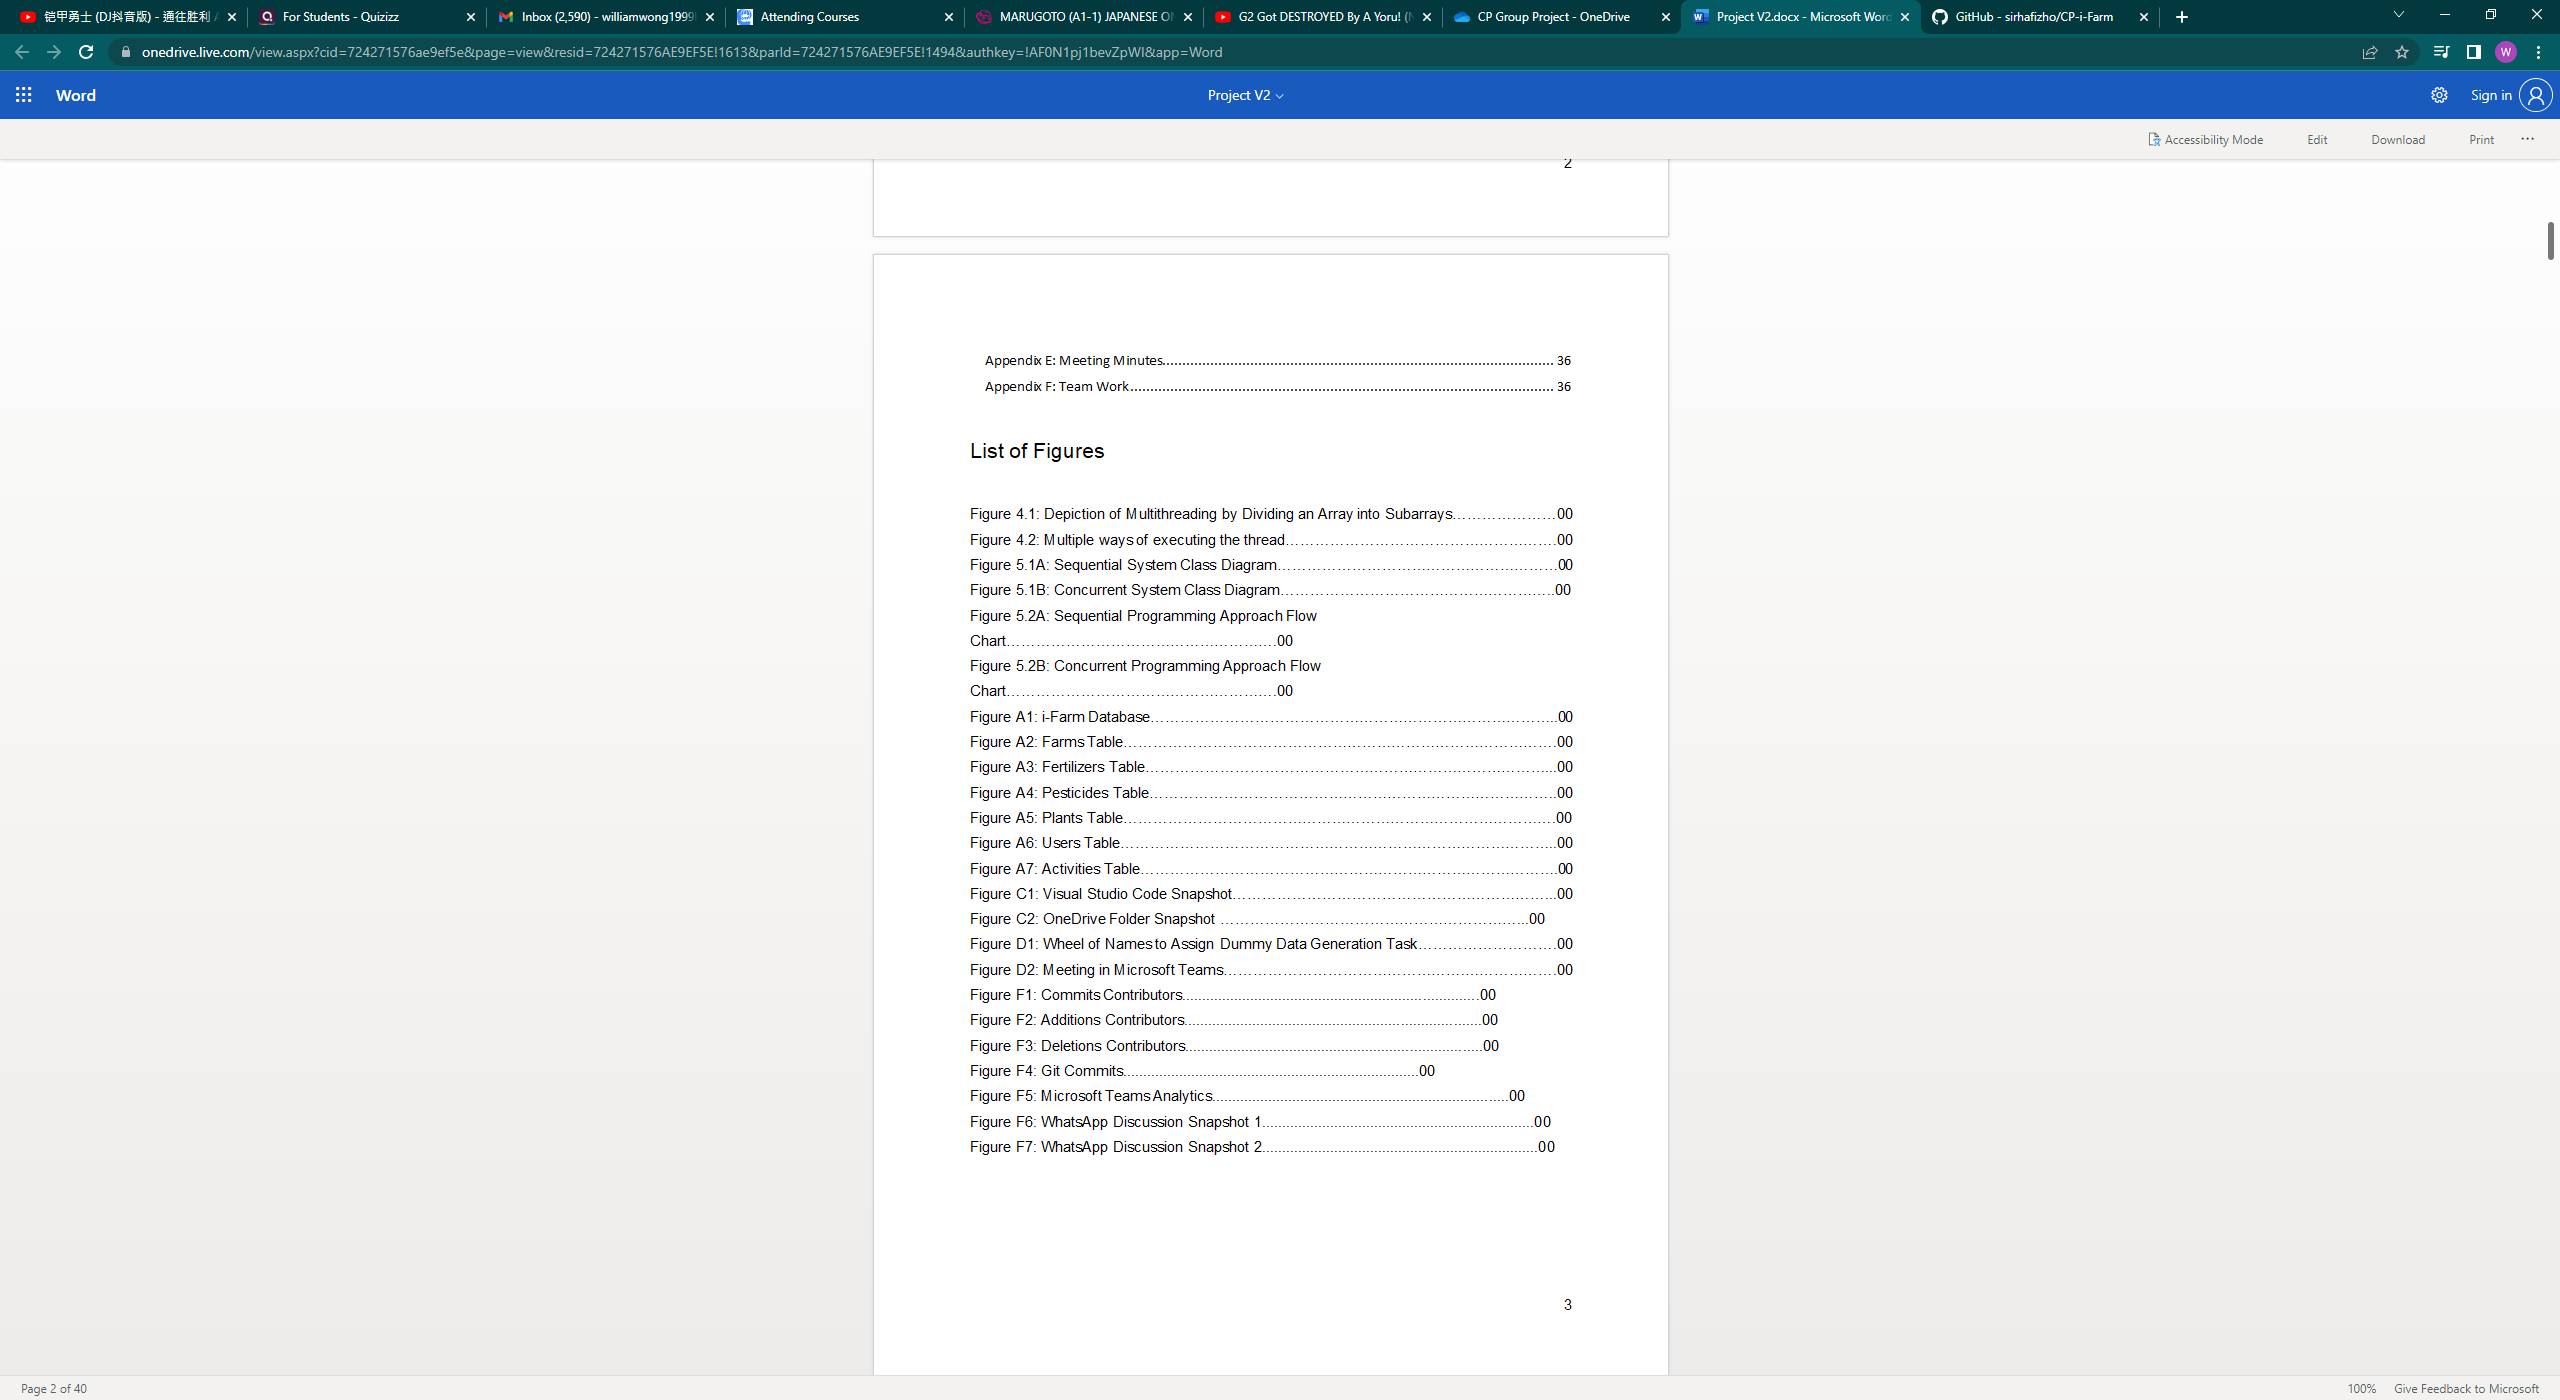 铠甲勇士 (DJ抖音版) - 通往胜利
For Students - Quizizz
Inbox (2,590) - williamwong1999
Attending Courses
MARUGOTO (A1-1) JAPANESE O
G2 Got DESTROYED By A Yoru! (
CP Group Project - OneDrive
Project V2.docx - Microsoft Word
GitHub - sirhafizho/CP-i-Farm
onedrive.live.com/view.aspx?cid=724271576ae9ef5e&page=view&resid=724271576AE9EF5E!1613&parId=724271576AE9EF5E!1494&authkey=!AF0N1pj1bevZpWI&app=Word
W
Word
Project V2
Sign in
Accessibility Mode
Edit
Download
Print
2
Appendix E: Meeting Minutes.......................................................................................................... 36
Appendix F: Team Work.................................................................................................................. 36
List of Figures
Figure 4.1: Depiction of Multithreading by Dividing an Array into Subarrays…………………00
Figure 4.2: Multiple ways of executing the thread……………………………………………….00
Figure 5.1A: Sequential System Class Diagram…………………………………………………00
Figure 5.1B: Concurrent System Class Diagram………………………………………………..00
Figure 5.2A: Sequential Programming Approach Flow
Chart………………………………………………00
Figure 5.2B: Concurrent Programming Approach Flow
Chart………………………………………………00
Figure A1: i-Farm Database………………………………………………………………………..00
Figure A2: Farms Table…………………………………………………………………………….00
Figure A3: Fertilizers Table………………………………………………………………………...00
Figure A4: Pesticides Table………………………………………………………………………..00
Figure A5: Plants Table…………………………………………………………………………….00
Figure A6: Users Table……………………………………………………………………………..00
Figure A7: Activities Table………………………………………………………………………….00
Figure C1: Visual Studio Code Snapshot………………………………………………………...00
Figure C2: OneDrive Folder Snapshot ……………………………………………………...00
Figure D1: Wheel of Names to Assign Dummy Data Generation Task……………………….00
Figure D2: Meeting in Microsoft Teams………………………………………………………….00
Figure F1: Commits Contributors..........................................................................00
Figure F2: Additions Contributors..........................................................................00
Figure F3: Deletions Contributors..........................................................................00
Figure F4: Git Commits..........................................................................00
Figure F5: Microsoft Teams Analytics..........................................................................00
Figure F6: WhatsApp Discussion Snapshot 1....................................................................00
Figure F7: WhatsApp Discussion Snapshot 2.....................................................................00
3
Page 2 of 40
100%
Give Feedback to Microsoft